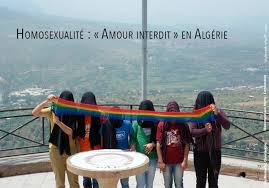 HOMOSEXUALITÉ : « AMOUR INTERDIT » EN ALGÉRIE